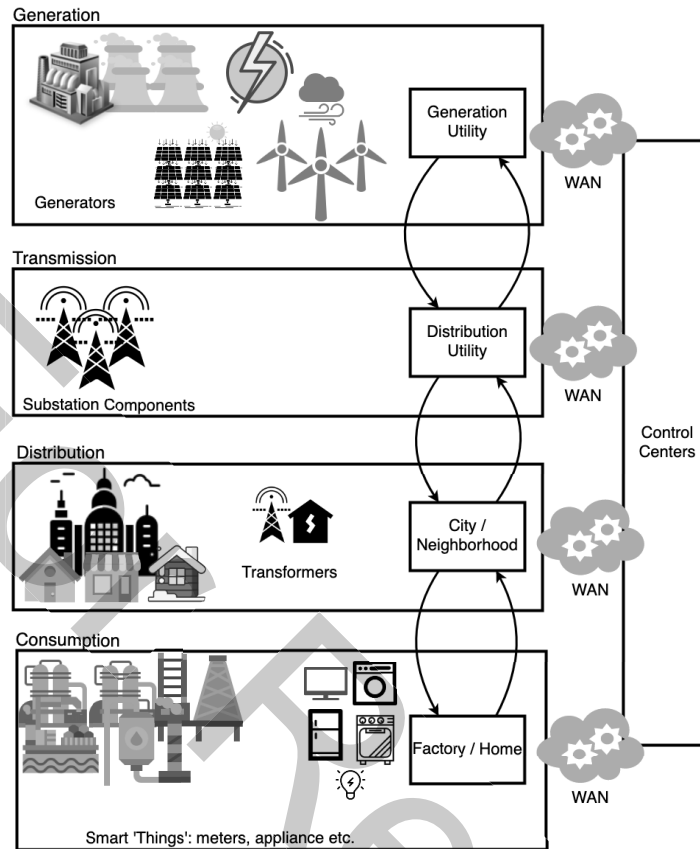 Generation
Generation
Utility
WAN
Generators
Transmission
Distribution
Utility
WAN
Substation Components
Control
Centers
Distribution
City /
Neighborhood
Transformers
WAN
Consumption
Factory / Home
WAN
Smart 'Things': meters, appliance etc.